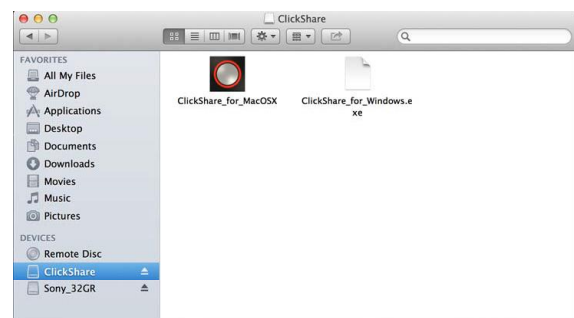 ClickShare
FAVORITES
All My Files
AirDrop
Applications
Desktop
Documents
Downloads
Movies
Music
Pictures
DEVICES
Remote Disc
ClickShare
Sony_32GR
ClickShare_for_MacOSX
ClickShare_for_Windows.e
xe